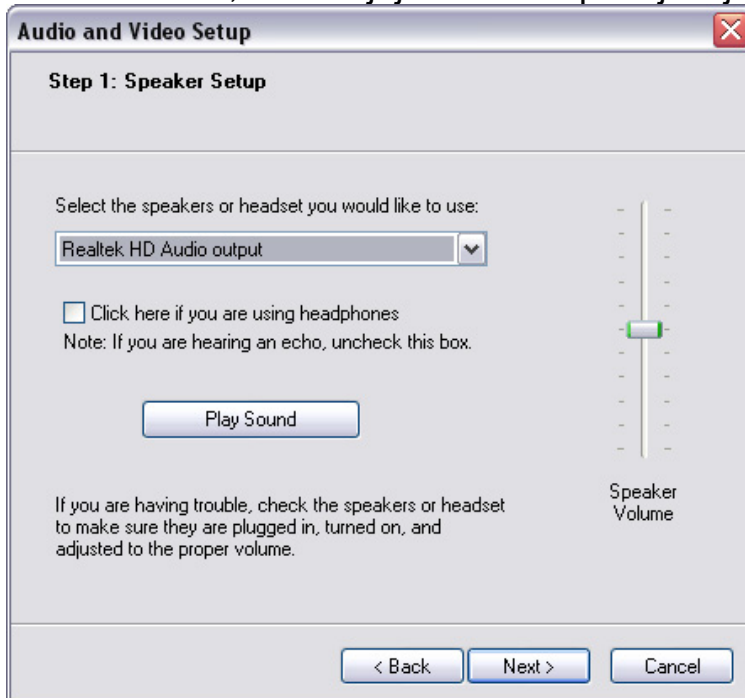 Audio and Video Setup
Step 1: Speaker Setup
Select the speakers or headset you would like to use:
Realtek HD Audio output
Click here if you are using headphones
Note: If you are hearing an echo, uncheck this box.
Play Sound
If you are having trouble, check the speakers or headset
to make sure they are plugged in, turned on, and
adjusted to the proper volume.
Speaker
Volume
< Back
Next >
Cancel